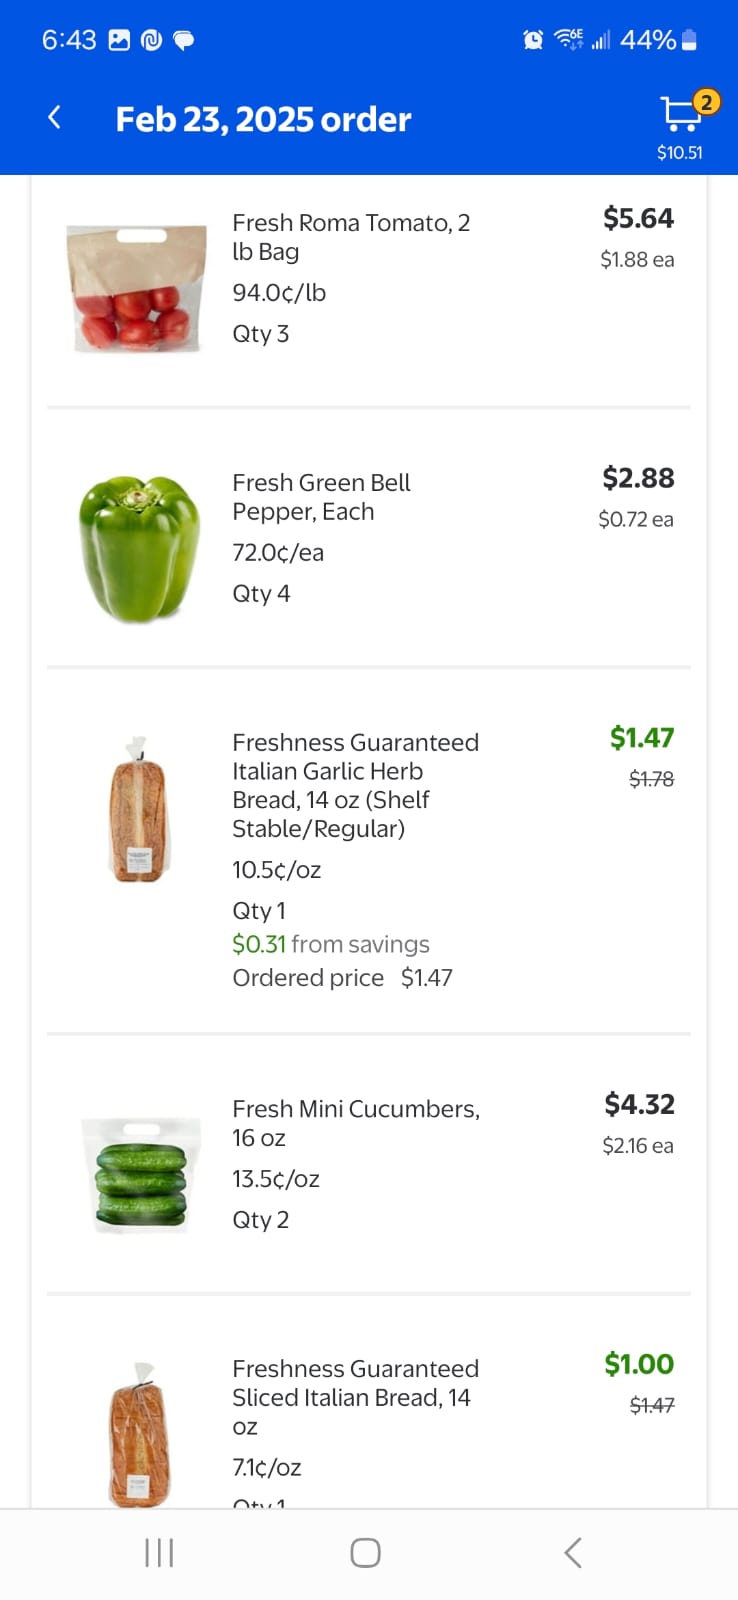 6:43
6E
44%
Feb 23, 2025 order
2
$10.51
Fresh Roma Tomato, 2
lb Bag
94.0¢/lb
Qty 3
$5.64
$1.88 ea
Fresh Green Bell
Pepper, Each
72.0¢/ea
Qty 4
$2.88
$0.72 ea
Freshness Guaranteed
Italian Garlic Herb
Bread, 14 oz (Shelf
Stable/Regular)
10.5¢/oz
Qty 1
$0.31 from savings
Ordered price $1.47
$1.47
$1.78
Fresh Mini Cucumbers,
16 oz
13.5¢/oz
Qty 2
$4.32
$2.16 ea
Freshness Guaranteed
Sliced Italian Bread, 14
oz
7.1¢/oz
Qty 1
$1.00
$1.47